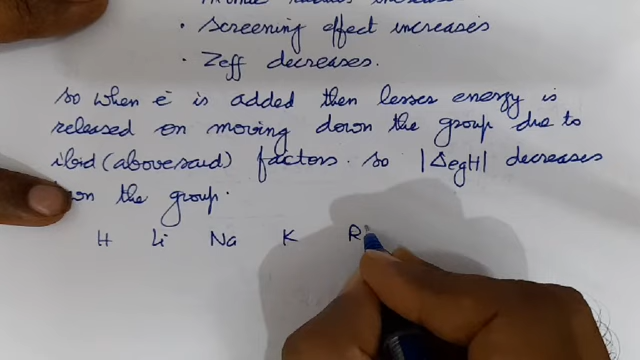 • Screening effect increases
• Zeff decreases.
So when e⁻ is added then lesser energy is
released on moving down the group due to
ibid (abovesaid) factors. So |ΔegH| decreases
the group.
H Li Na K R